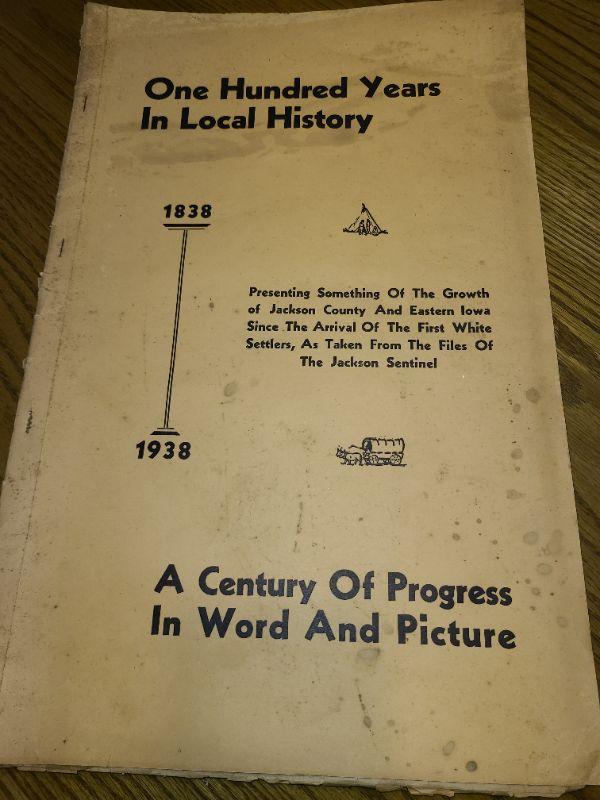 One Hundred Years
In Local History
1838
Presenting Something Of The Growth
of Jackson County And Eastern Iowa
Since The Arrival Of The First White
Settlers, As Taken From The Files Of
The Jackson Sentinel
1938
A Century Of Progress
In Word And Picture